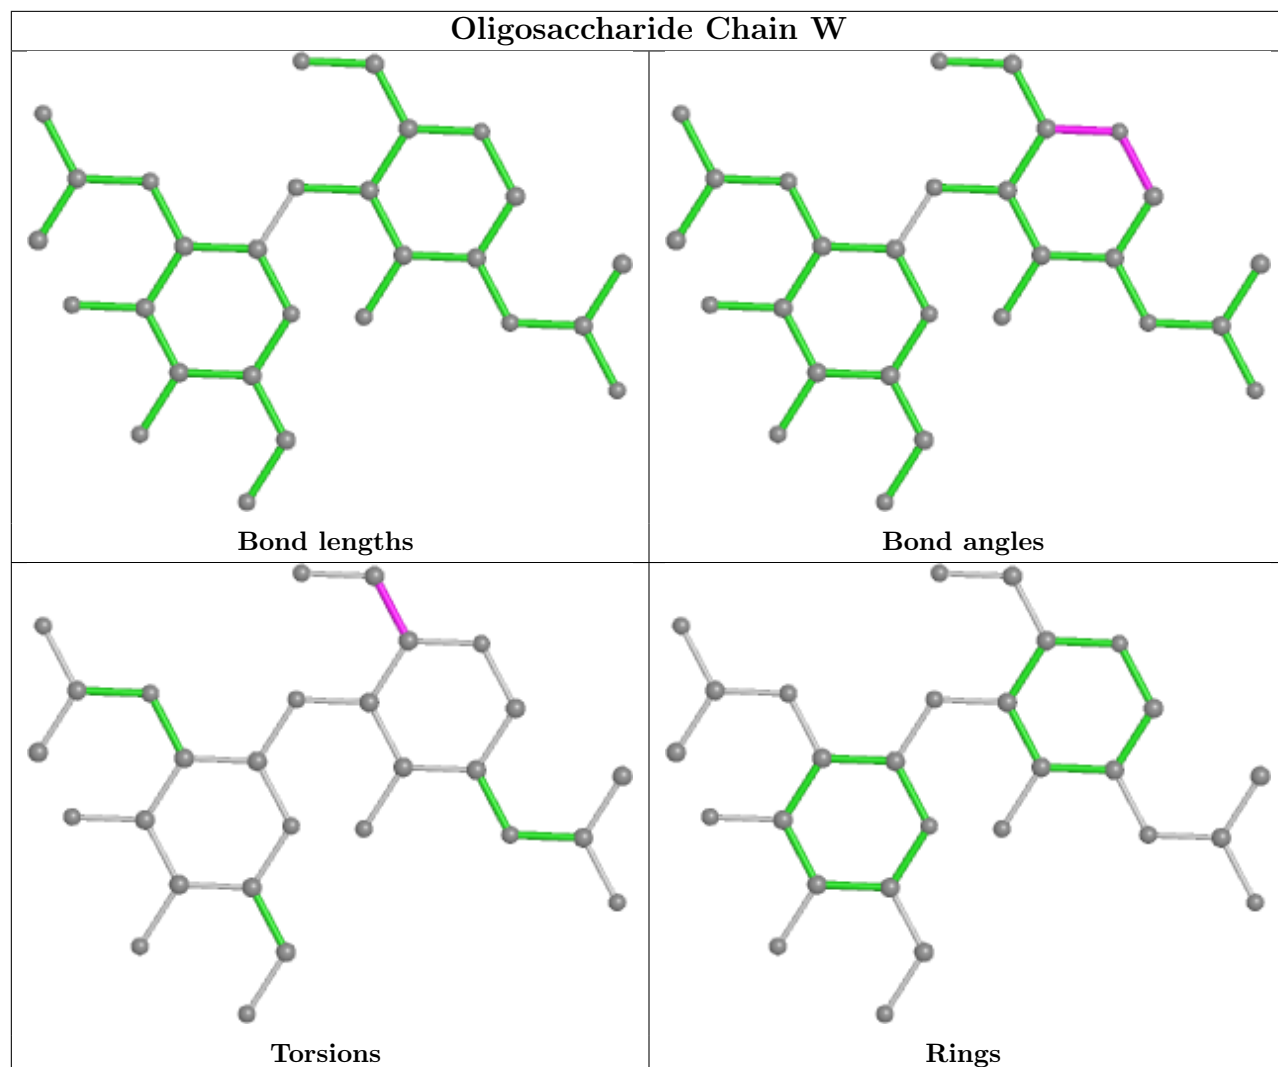 Oligosaccharide Chain W
Bond lengths
Bond angles
Torsions
Rings